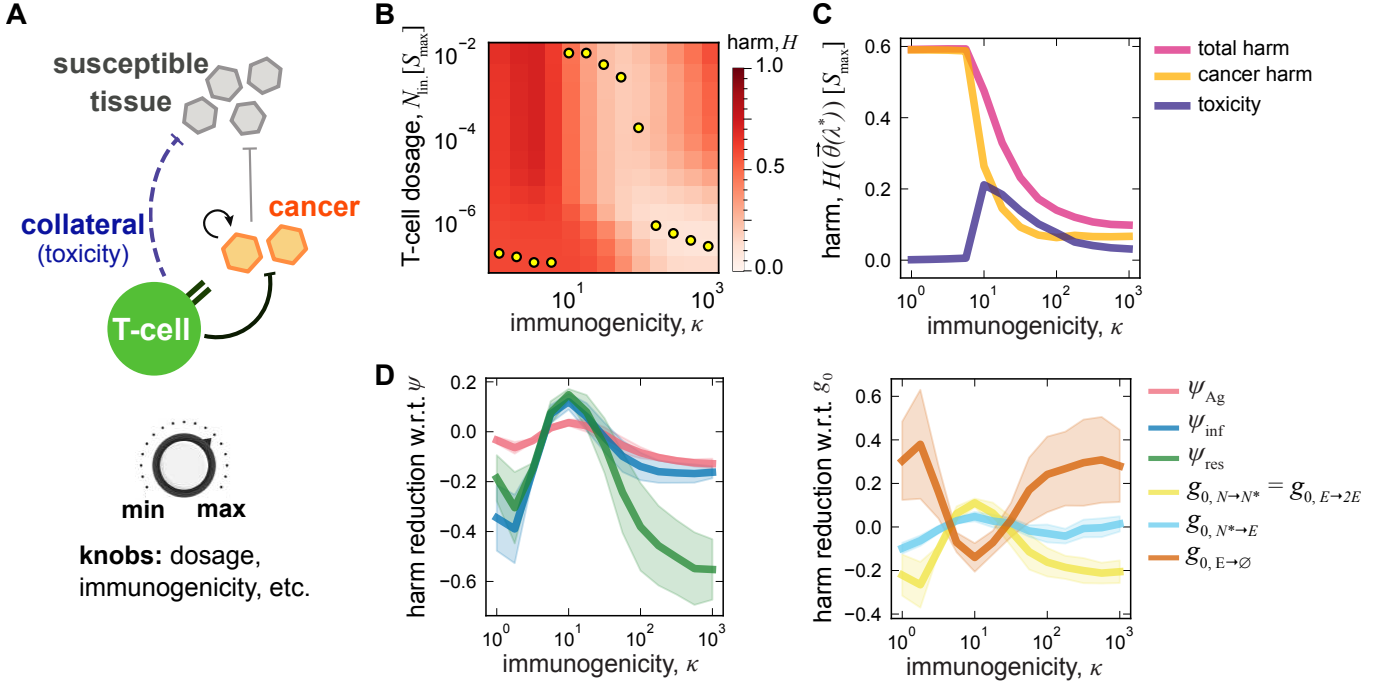 A
susceptible
tissue
collateral
(toxicity)
cancer
T-cell
min
max
knobs: dosage,
immunogenicity, etc.
B
T-cell dosage, N_lin. [S_max]
10^-2
10^-4
10^-6
10^1
10^3
immunogenicity, κ
harm, H
1.0
0.5
0.0
C
harm, H(θ⃗(λ*)) [S_max]
0.6
0.4
0.2
0.0
10^0
10^1
10^2
10^3
immunogenicity, κ
total harm
cancer harm
toxicity
D
harm reduction w.r.t. ψ
0.2
0.0
−0.2
−0.4
−0.6
10^0
10^1
10^2
10^3
immunogenicity, κ
harm reduction w.r.t. g_0
0.6
0.4
0.2
0.0
−0.2
−0.4
10^0
10^1
10^2
10^3
immunogenicity, κ
ψ_Ag
ψ_inf
ψ_res
g_0, N→N* = g_0, E→2E
g_0, N*→E
g_0, E→∅